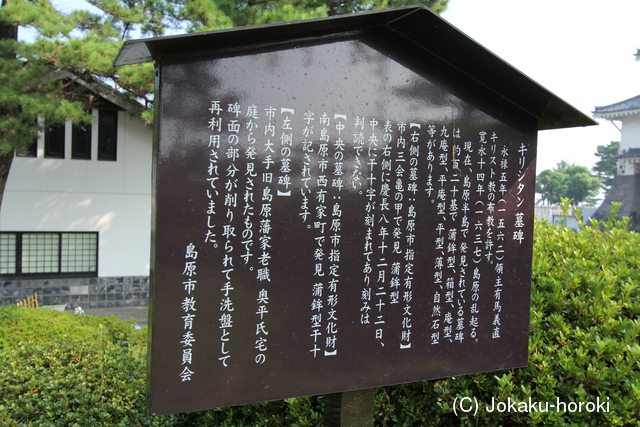 キリシタン墓碑
永禄五年（一五六二）領主有馬義直
キリスト教の布教を許す。
寛永十四年（一六三七）島原の乱起る。
現在、島原半島で発見されている墓碑
は約百二十基で蒲鉾型、箱型、庵型、
九庵型、平庵型、平型、薄型、自然石型
等があります。
【右側の墓碑：島原市指定有形文化財】
市内三会亀の甲で発見 蒲鉾型
表の右側に慶長八年十二月二十二日、
中央に干十字が刻まれてあり刻みは
判読できない。
【中央の墓碑：島原市指定有形文化財】
南島原市西有家町で発見 蒲鉾型干十
字が記されています。
【左側の墓碑】
市内大手旧島原潘家老職 奥平氏宅の
庭から発見されたものです。
碑面の部分が削り取られて手洗盤として
再利用されていました。
島原市教育委員会
(C) Jokaku-horoki